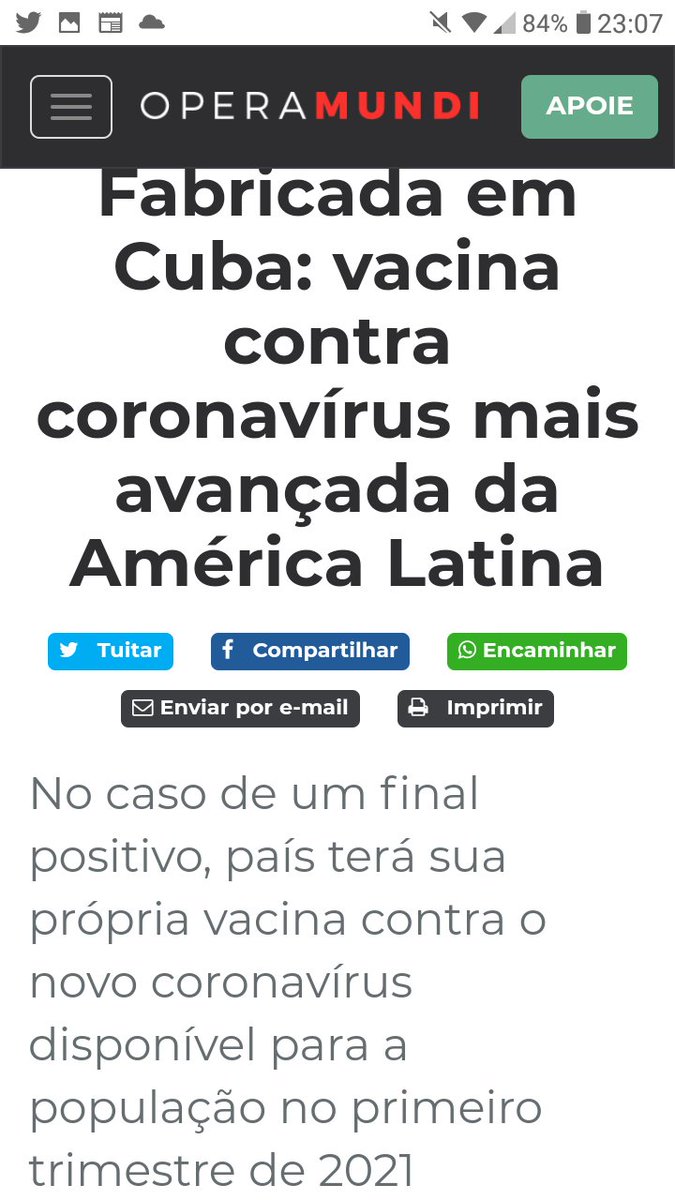 84% 23:07
OPERAMUNDI
APOIE
Fabricada em
Cuba: vacina
contra
coronavírus mais
avançada da
América Latina
Tuitar
Compartilhar
Encaminhar
Enviar por e-mail
Imprimir
No caso de um final
positivo, país terá sua
própria vacina contra o
novo coronavírus
disponível para a
população no primeiro
trimestre de 2021